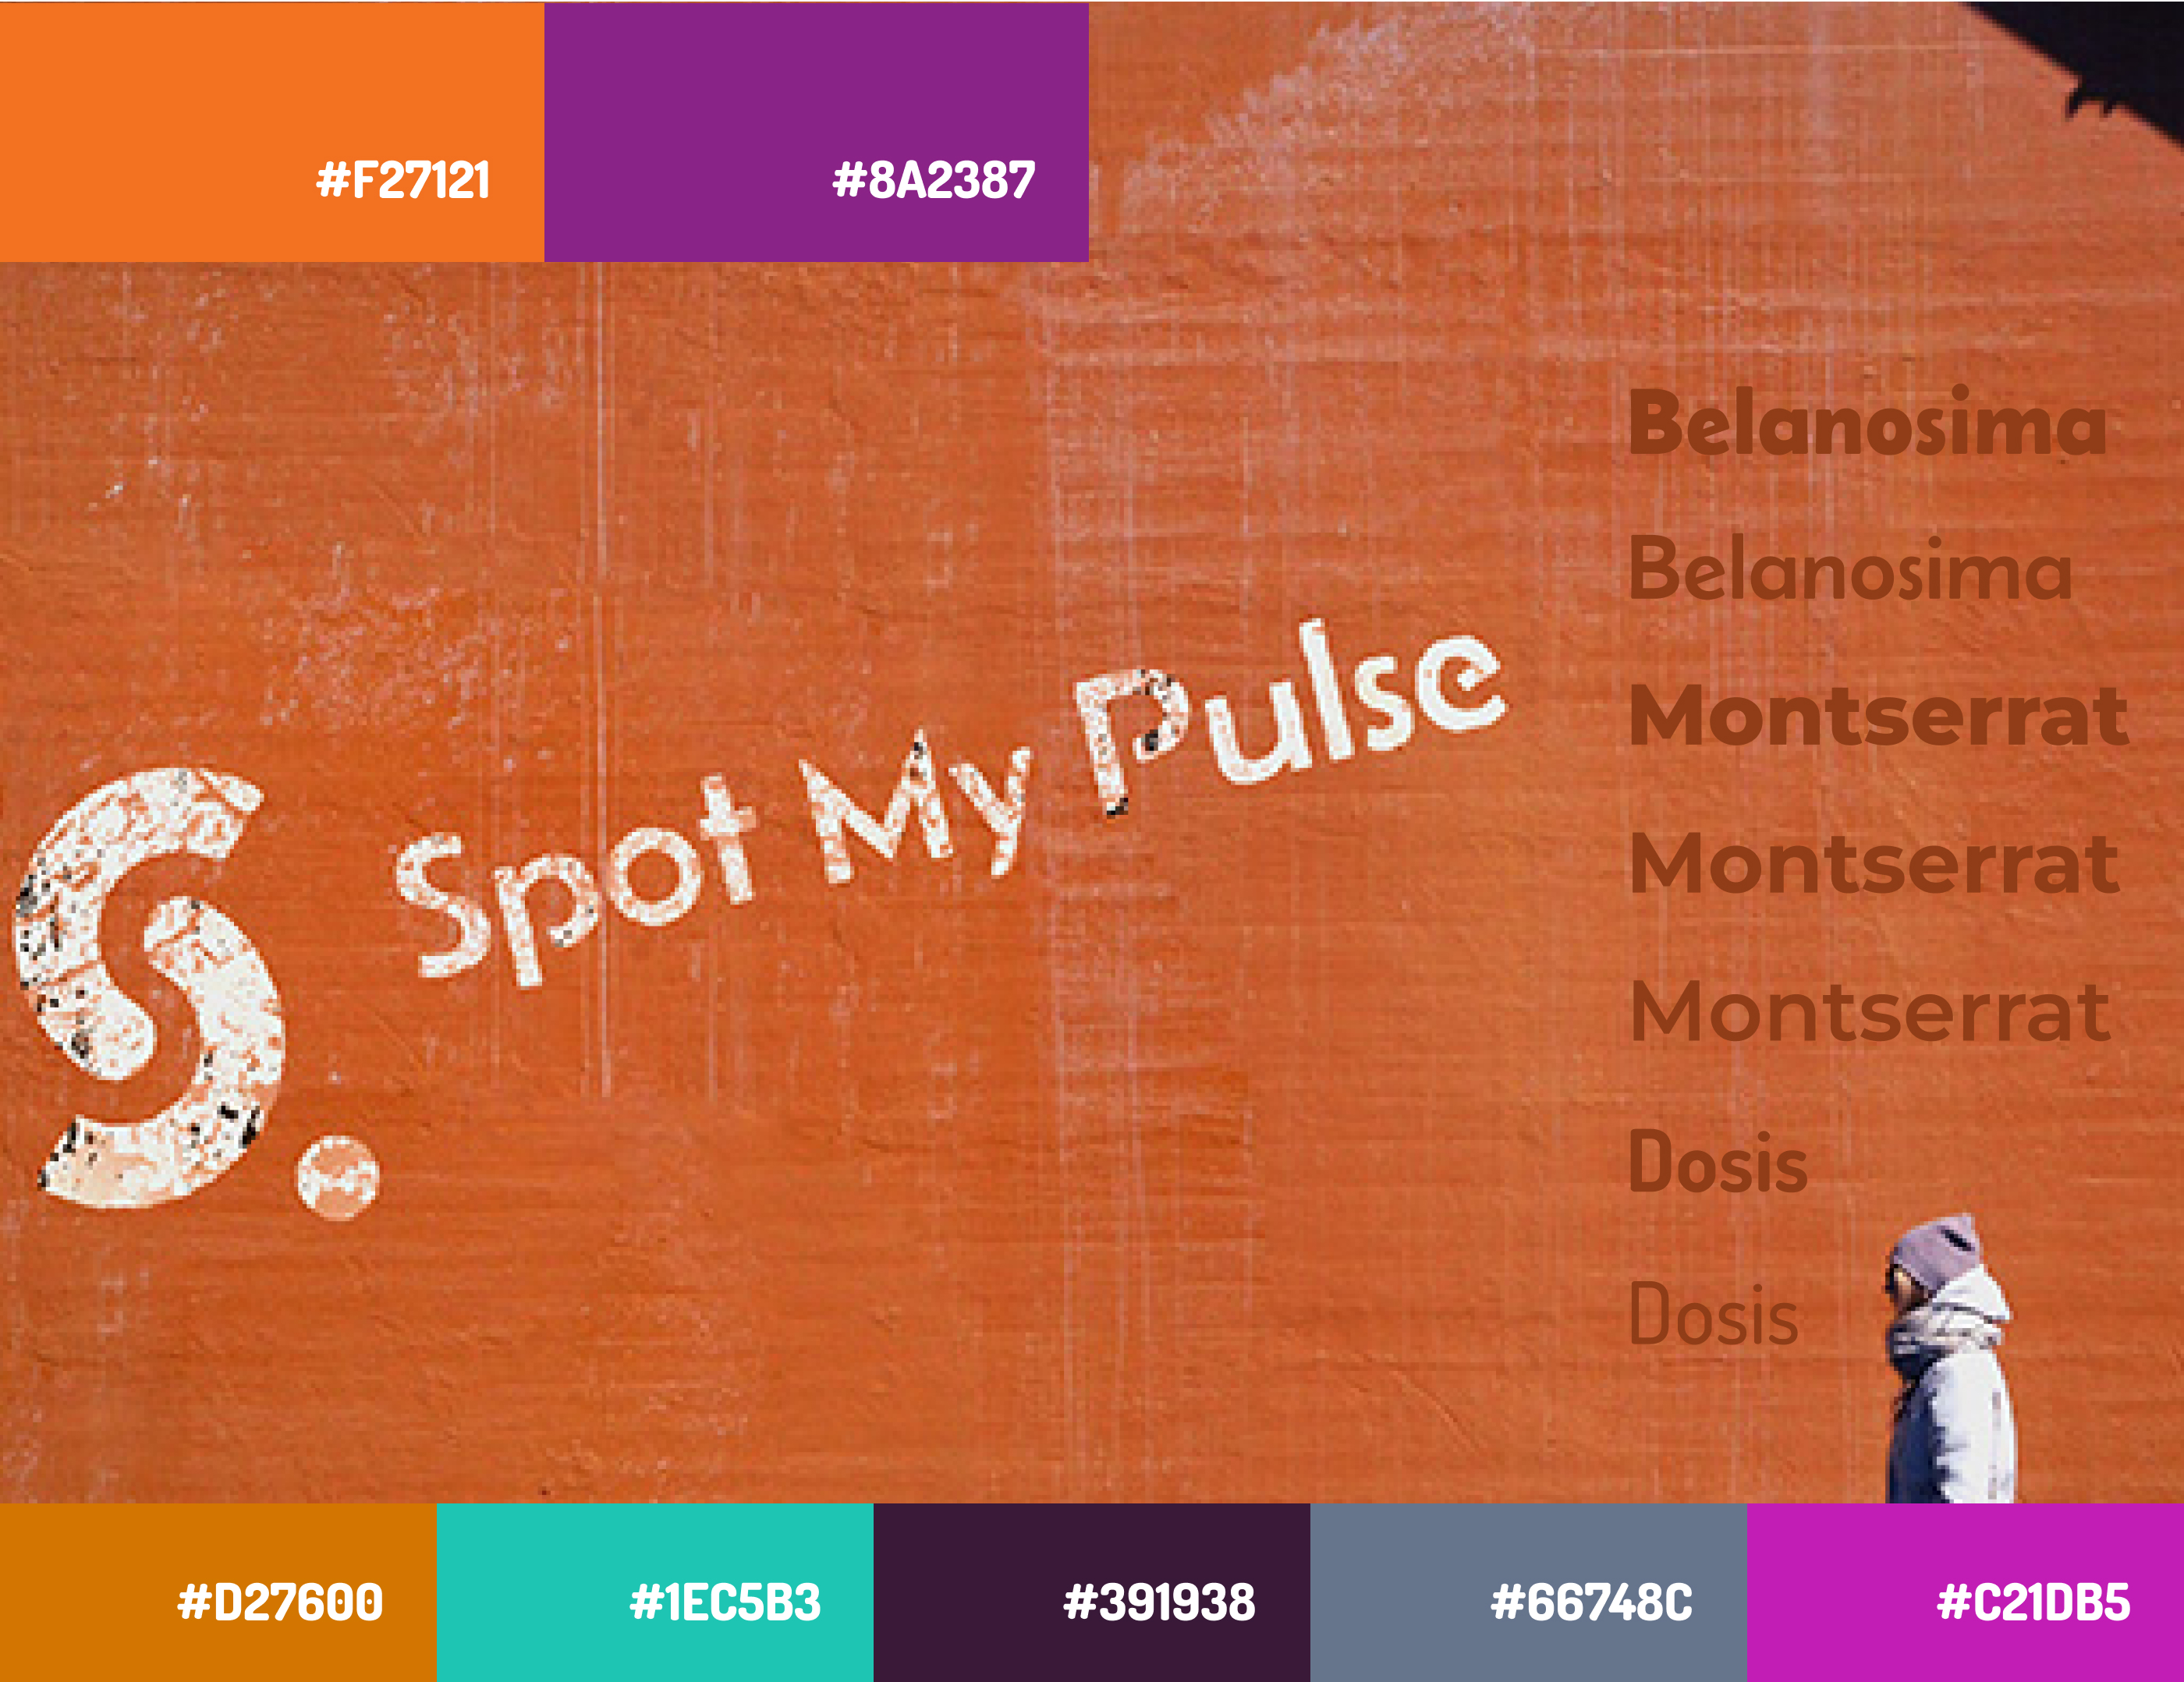 #F27121
#8A2387
Belanosima
Belanosima
Montserrat
Montserrat
Montserrat
Dosis
Dosis
S.
Spot My Pulse
#D27600
#1EC5B3
#391938
#66748C
#C21DB5